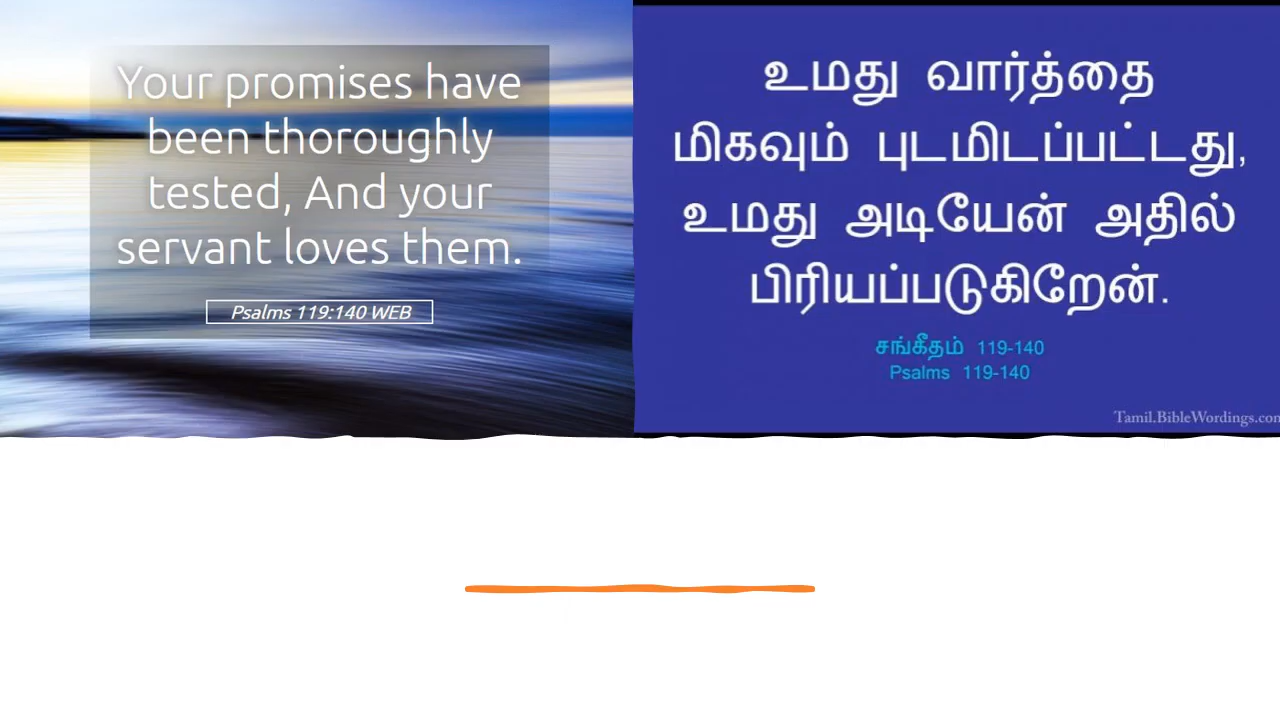 Your promises have
been thoroughly
tested, And your
servant loves them.
Psalms 119:140 WEB
உமது வார்த்தை
மிகவும் புடமிடப்பட்டது,
உமது அடியேன் அதில்
பிரியப்படுகிறேன்.
சங்கீதம் 119-140
Psalms 119-140
Tamil.BibleWordings.com